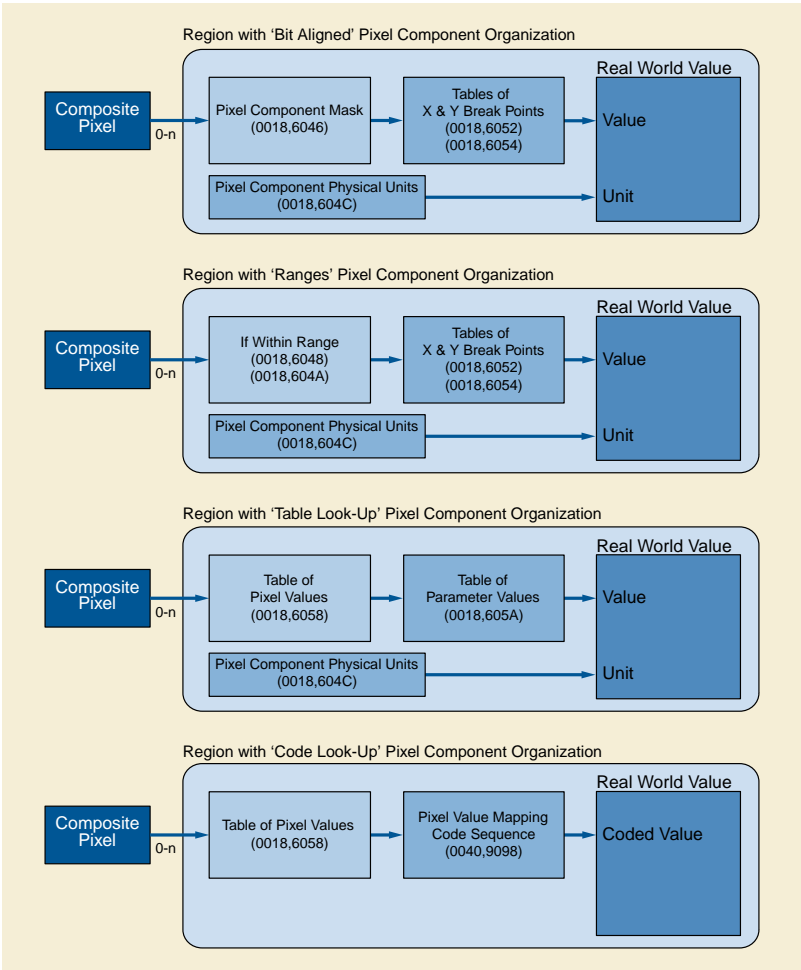 Region with ‘Bit Aligned’ Pixel Component Organization
Real World Value
Composite
Pixel
0-n
Pixel Component Mask
(0018,6046)
Tables of
X & Y Break Points
(0018,6052)
(0018,6054)
Value
Pixel Component Physical Units
(0018,604C)
Unit
Region with ‘Ranges’ Pixel Component Organization
Real World Value
Composite
Pixel
0-n
If Within Range
(0018,6048)
(0018,604A)
Tables of
X & Y Break Points
(0018,6052)
(0018,6054)
Value
Pixel Component Physical Units
(0018,604C)
Unit
Region with ‘Table Look-Up’ Pixel Component Organization
Real World Value
Composite
Pixel
0-n
Table of
Pixel Values
(0018,6058)
Table of
Parameter Values
(0018,605A)
Value
Pixel Component Physical Units
(0018,604C)
Unit
Region with ‘Code Look-Up’ Pixel Component Organization
Real World Value
Composite
Pixel
0-n
Table of Pixel Values
(0018,6058)
Pixel Value Mapping
Code Sequence
(0040,9098)
Coded Value